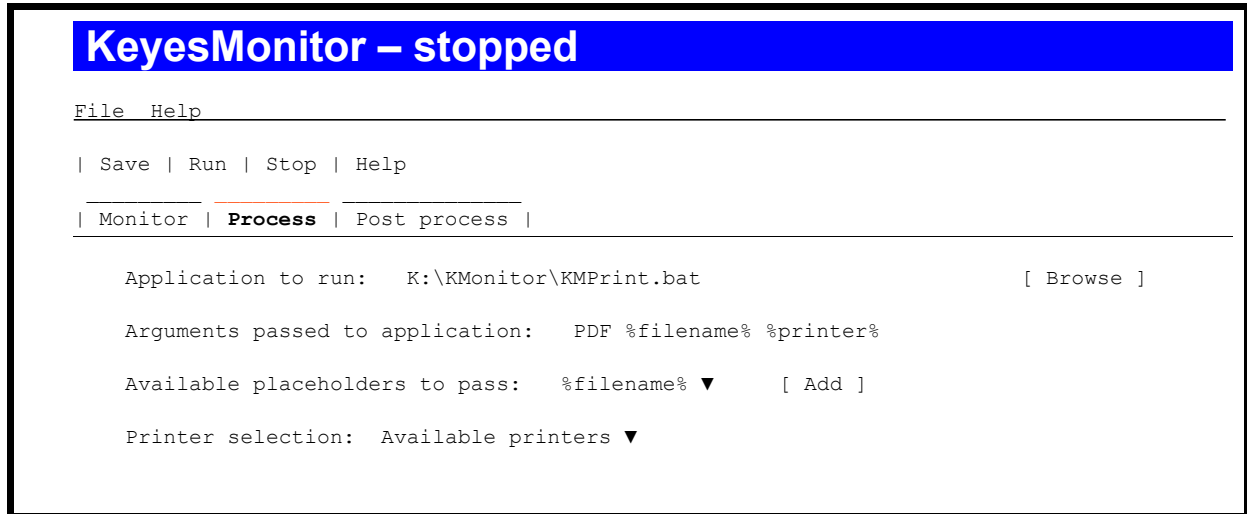 KeyesMonitor – stopped
File Help
| Save | Run | Stop | Help
| Monitor | Process | Post process |
Application to run: K:\KMonitor\KMPrint.bat [ Browse ]
Arguments passed to application: PDF %filename% %printer%
Available placeholders to pass: %filename% ▼ [ Add ]
Printer selection: Available printers ▼